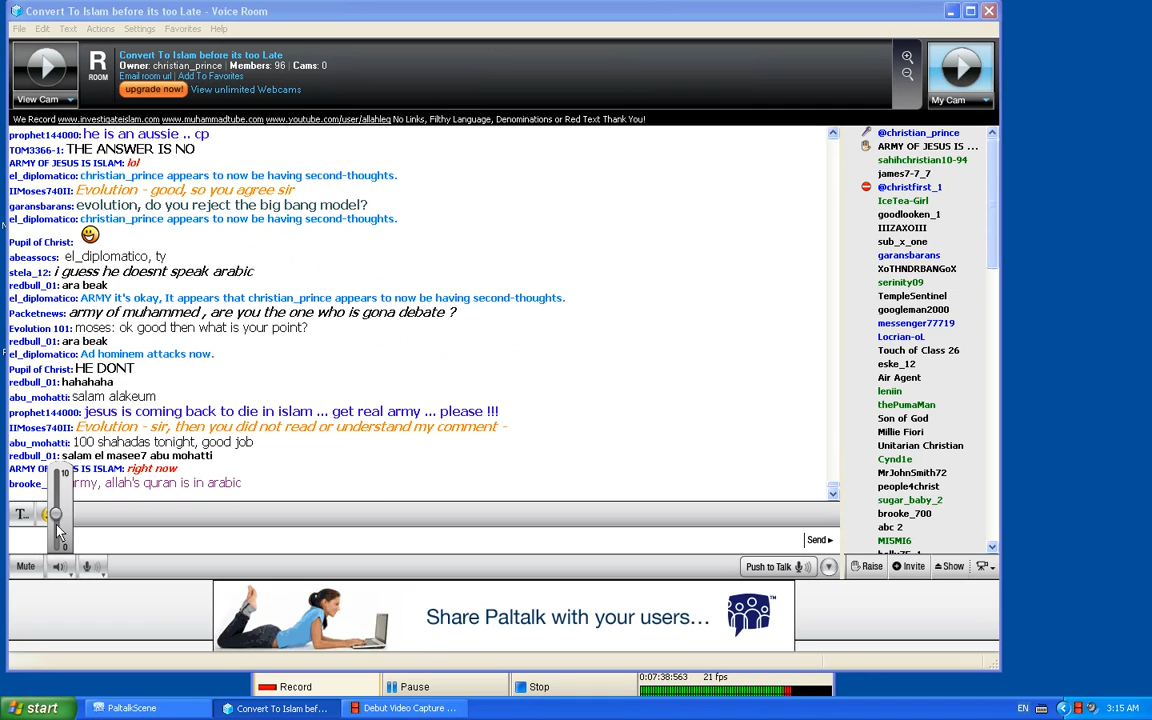 Convert To Islam before its too Late - Voice Room
File Edit Text Actions Settings Favorites Help
View Cam
R
ROOM
Convert To Islam before its too Late
Owner: christian_prince | Members: 96 | Cams: 0
Email room url | Add To Favorites
upgrade now! View unlimited Webcams
My Cam
We Record www.investigateislam.com www.muhammadtube.com www.youtube.com/user/allahleg No Links, Filthy Language, Denominations or Red Text Thank You!
prophet144000: he is an aussie .. cp
TOM3366-1: THE ANSWER IS NO
ARMY OF JESUS IS ISLAM: lol
el_diplomatico: christian_prince appears to now be having second-thoughts.
IIMoses740II: Evolution - good, so you agree sir
garansbarans: evolution, do you reject the big bang model?
el_diplomatico: christian_prince appears to now be having second-thoughts.
Pupil of Christ:
abeassocs: el_diplomatico, ty
stela_12: i guess he doesnt speak arabic
redbull_01: ara beak
el_diplomatico: ARMY it's okay, It appears that christian_prince appears to now be having second-thoughts.
Packetnews: army of muhammed , are you the one who is gona debate ?
Evolution 101: moses: ok good then what is your point?
redbull_01: ara beak
el_diplomatico: Ad hominem attacks now.
Pupil of Christ: HE DONT
redbull_01: hahahaha
abu_mohatti: salam alakeum
prophet144000: jesus is coming back to die in islam ... get real army ... please !!!
IIMoses740II: Evolution - sir, then you did not read or understand my comment -
abu_mohatti: 100 shahadas tonight, good job
redbull_01: salam el masee7 abu mohatti
ARMY IS ISLAM: right now
brooke_ army, allah's quran is in arabic
@christian_prince
ARMY OF JESUS IS ...
sahihchristian10-94
james7-7_7
@christfirst_1
IceTea-Girl
goodlooken_1
IIIZAXOIII
sub_x_one
garansbarans
XoTHNDRBANGoX
serinity09
TempleSentinel
googleman2000
messenger77719
Locrian-oL
Touch of Class 26
eske_12
Air Agent
leniin
thePumaMan
Son of God
Millie Fiori
Unitarian Christian
Cynd1e
MrJohnSmith72
people4christ
sugar_baby_2
brooke_700
abc 2
MI5MI6
10
0
T...
Send
Mute
Push to Talk
Raise Invite Show
Share Paltalk with your users...
TM
Record Pause Stop
0:07:38:563 21 fps
start PaltalkScene Convert To Islam bef... Debut Video Capture ... EN 3:15 AM